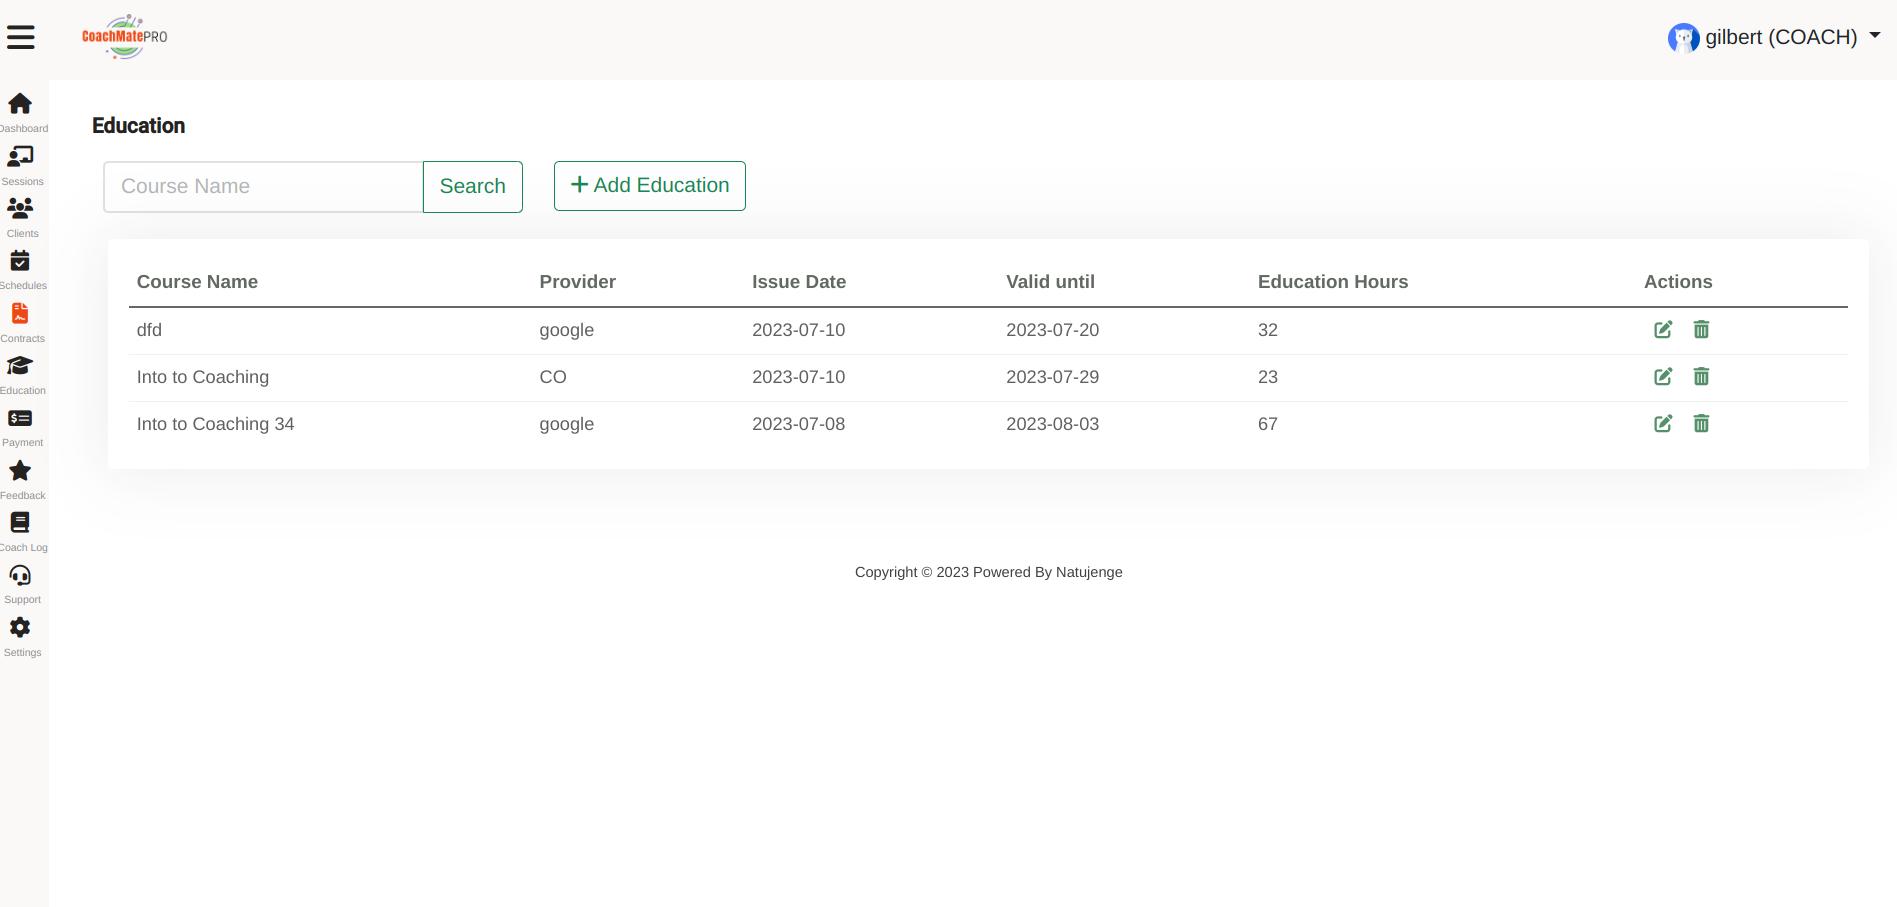 CoachMatePRO
gilbert (COACH)
Dashboard
Sessions
Clients
Schedules
Contracts
Education
Payment
Feedback
Coach Log
Support
Settings
Education
Course Name Search + Add Education
Course Name Provider Issue Date Valid until Education Hours Actions
dfd google 2023-07-10 2023-07-20 32
Into to Coaching CO 2023-07-10 2023-07-29 23
Into to Coaching 34 google 2023-07-08 2023-08-03 67
Copyright © 2023 Powered By Natujenge